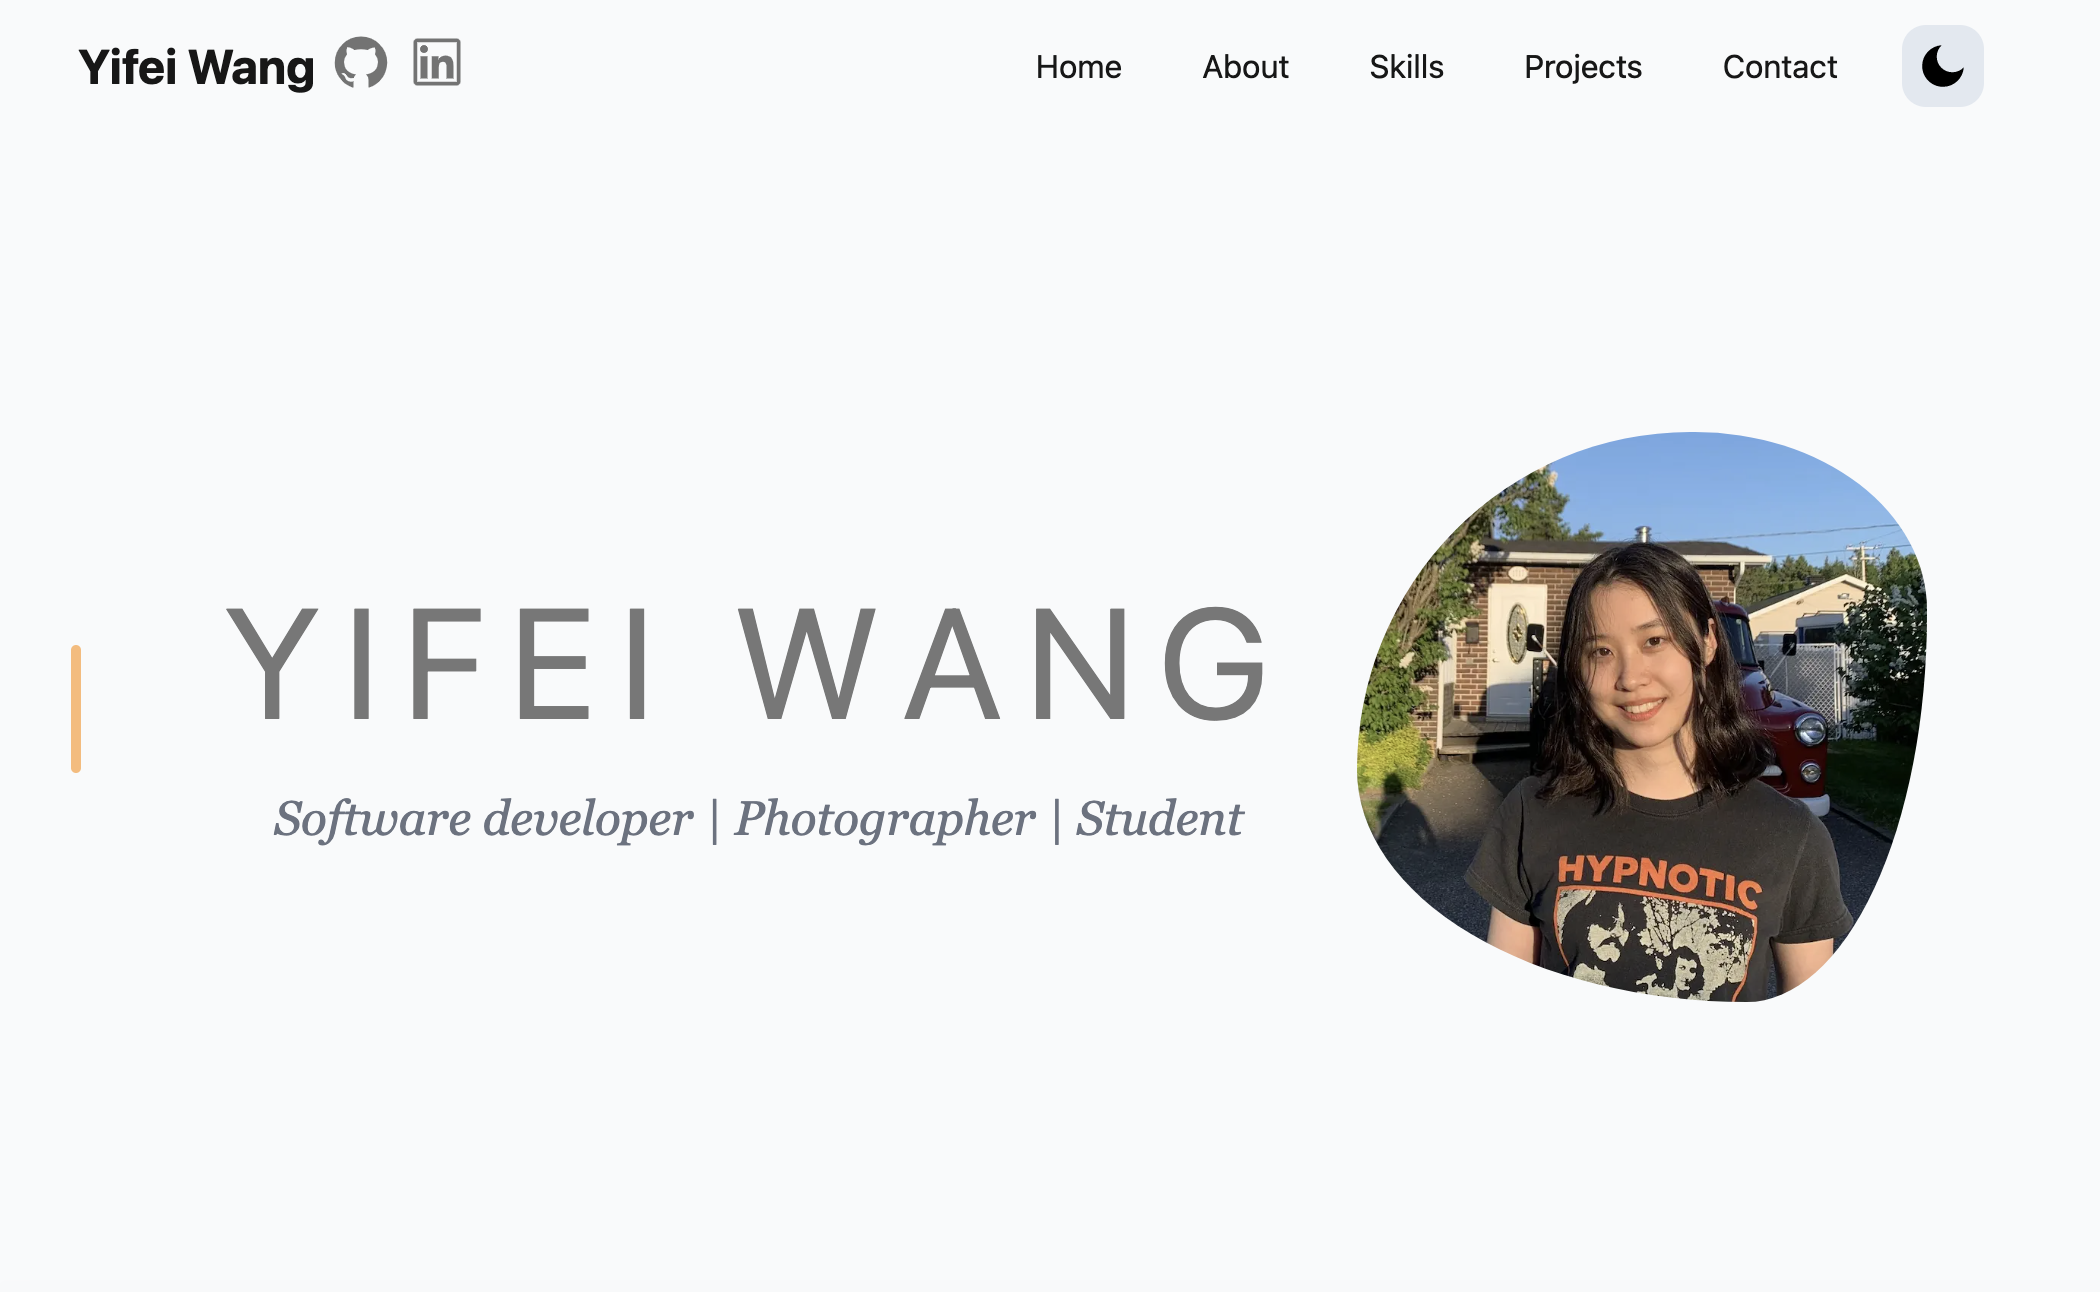 Yifei Wang in Home About Skills Projects Contact
YIFEI WANG
Software developer | Photographer | Student
HYPNOTIC